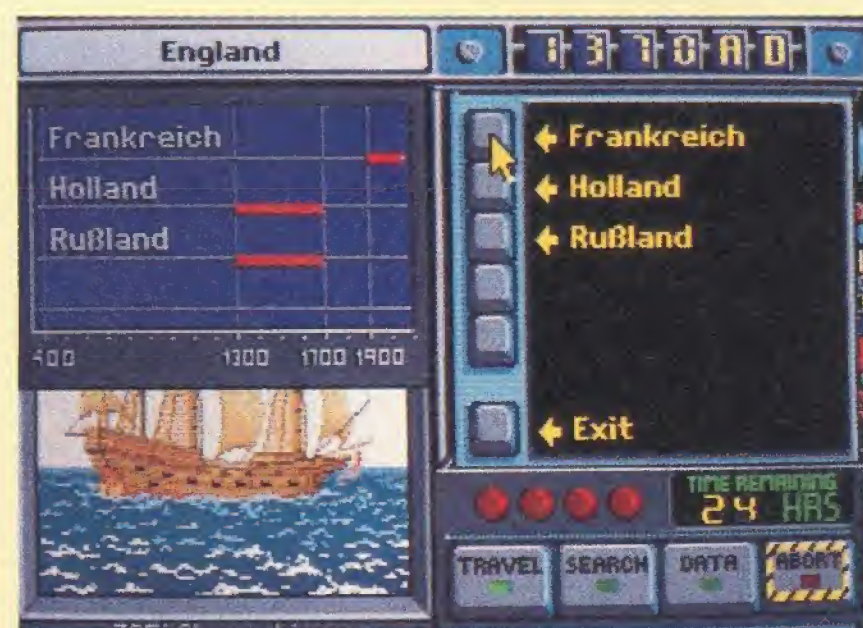 England
1370AD
Frankreich
Holland
Rußland
400 1300 1700 1900
Frankreich
Holland
Rußland
Exit
TIME REMAINING
24 HRS
TRAVEL SEARCH DATA ABORT